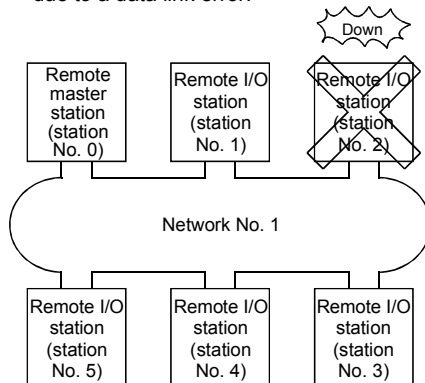 due to a data link error.
Down
Remote
master
station
(station
No. 0)
Remote I/O
station
(station
No. 1)
Remote I/O
station
(station
No. 2)
Network No. 1
Remote I/O
station
(station
No. 5)
Remote I/O
station
(station
No. 4)
Remote I/O
station
(station
No. 3)